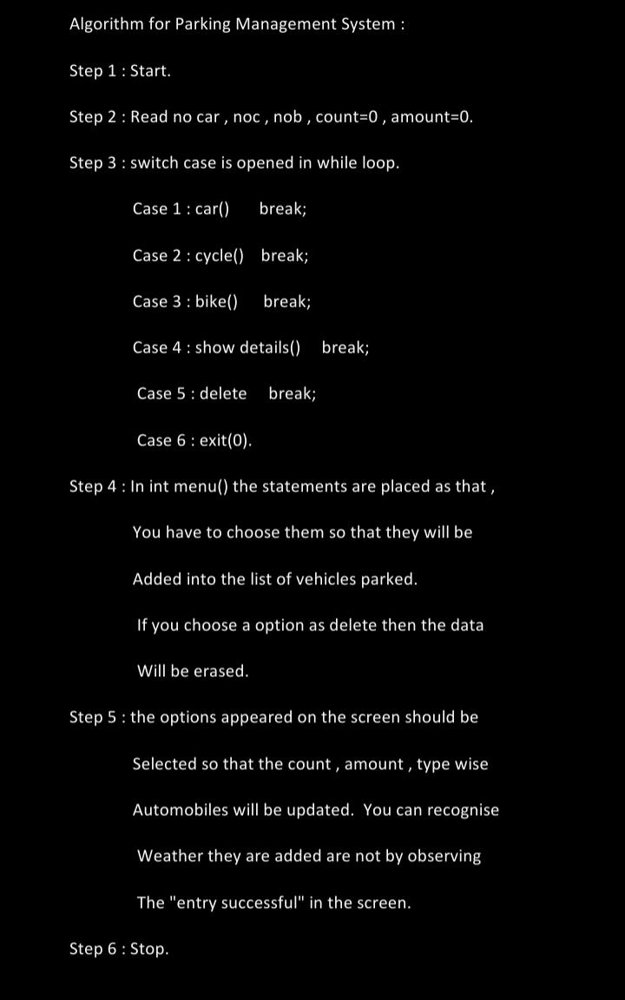 Algorithm for Parking Management System :
Step 1 : Start.
Step 2 : Read no car , noc , nob , count=0 , amount=0.
Step 3 : switch case is opened in while loop.
Case 1 : car() break;
Case 2 : cycle() break;
Case 3 : bike() break;
Case 4 : show details() break;
Case 5 : delete break;
Case 6 : exit(0).
Step 4 : In int menu() the statements are placed as that ,
You have to choose them so that they will be
Added into the list of vehicles parked.
If you choose a option as delete then the data
Will be erased.
Step 5 : the options appeared on the screen should be
Selected so that the count , amount , type wise
Automobiles will be updated. You can recognise
Weather they are added are not by observing
The "entry successful" in the screen.
Step 6 : Stop.